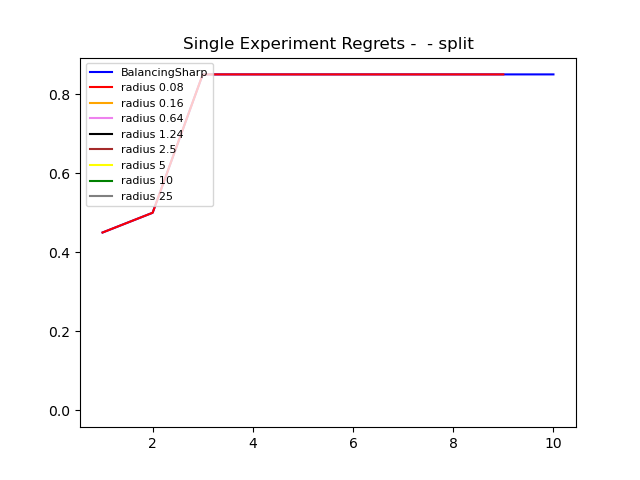 Single Experiment Regrets -  - split
BalancingSharp
radius 0.08
radius 0.16
radius 0.64
radius 1.24
radius 2.5
radius 5
radius 10
radius 25
0.8
0.6
0.4
0.2
0.0
2 4 6 8 10